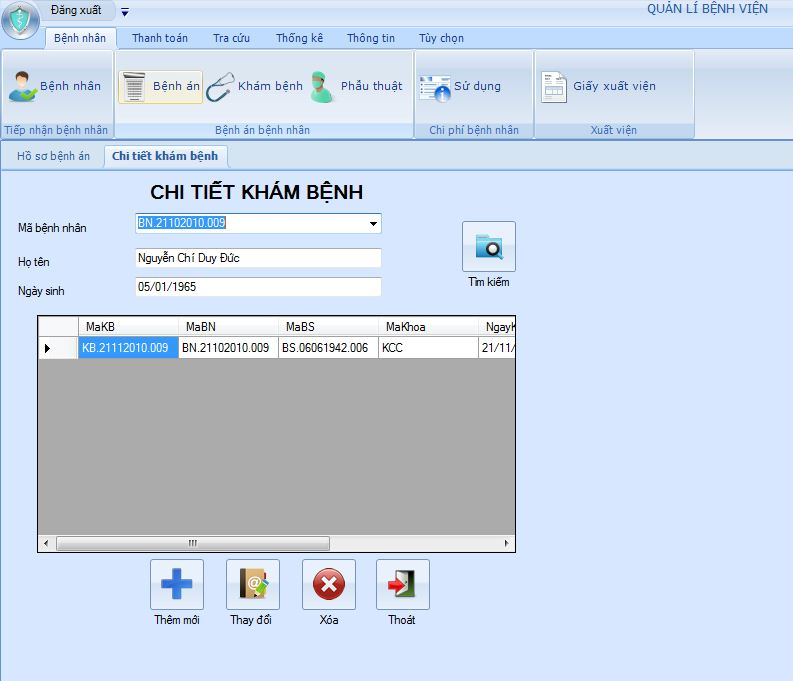 Đăng xuất
QUẢN LÍ BỆNH VIỆN
Bệnh nhân Thanh toán Tra cứu Thống kê Thông tin Tùy chọn
Bệnh nhân Bệnh án Khám bệnh Phẫu thuật Sử dụng Giấy xuất viện
Tiếp nhận bệnh nhân Bệnh án bệnh nhân Chi phí bệnh nhân Xuất viện
Hồ sơ bệnh án Chi tiết khám bệnh
CHI TIẾT KHÁM BỆNH
Mã bệnh nhân BN.21102010.009
Họ tên Nguyễn Chí Duy Đức
Ngày sinh 05/01/1965
Tìm kiếm
MaKB MaBN MaBS MaKhoa NgayK
KB.21112010.009 BN.21102010.009 BS.06061942.006 KCC 21/11/
Thêm mới Thay đổi Xóa Thoát